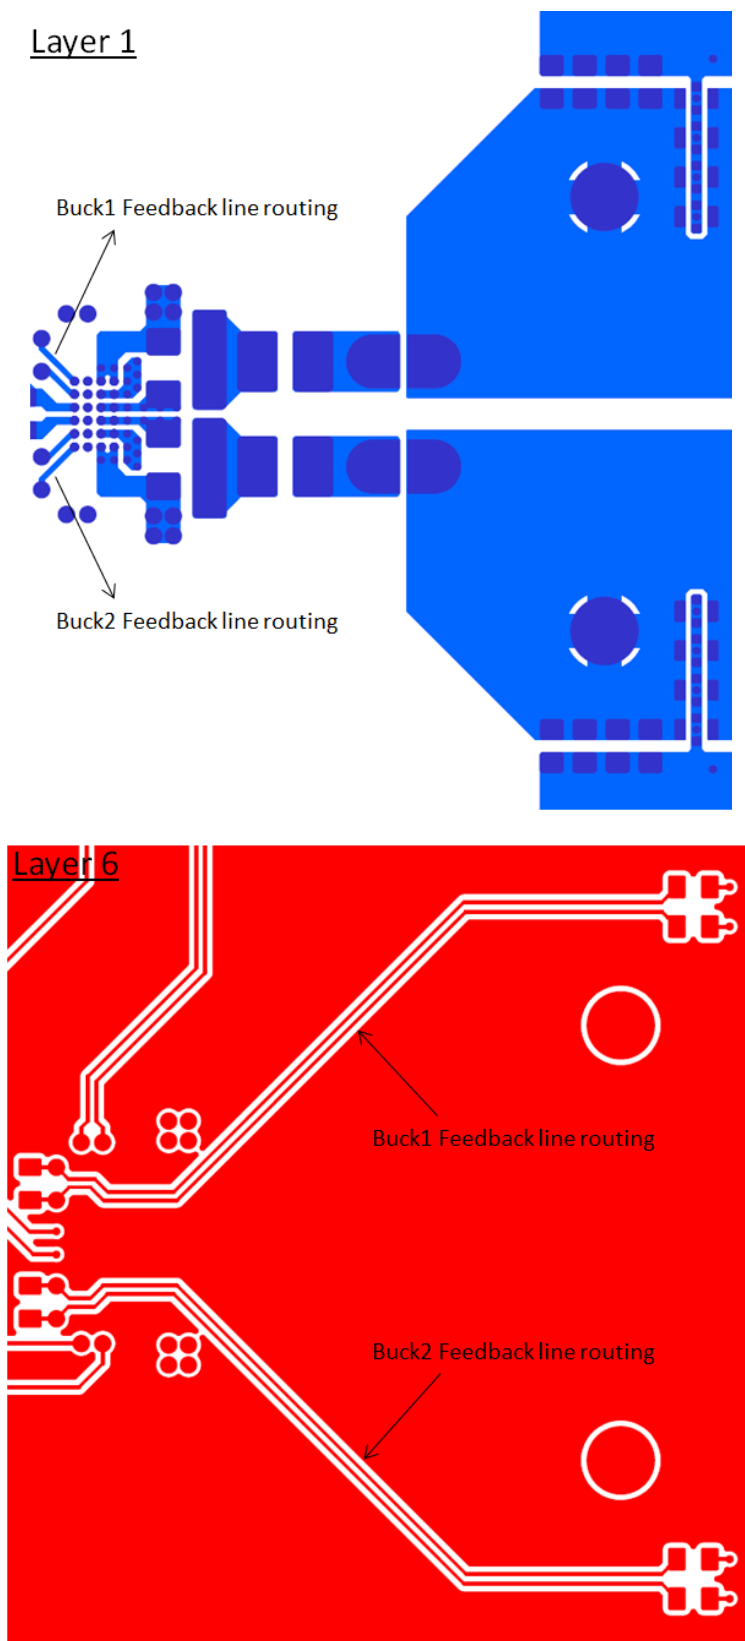 Layer 1
Buck1 Feedback line routing
Buck2 Feedback line routing
Layer 6
Buck1 Feedback line routing
Buck2 Feedback line routing